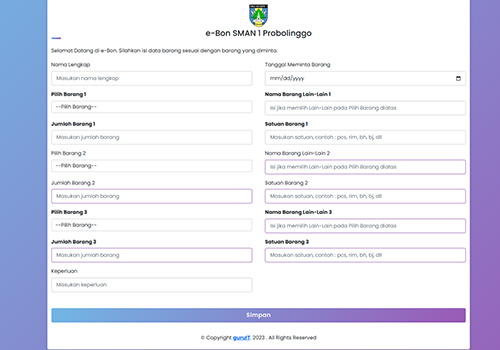 e-Bon SMAN 1 Probolinggo
Selamat Datang di e-Bon. Silahkan isi data barang sesuai dengan barang yang diminta.
Nama Lengkap
Tanggal Meminta Barang
Masukan nama lengkap
mm/dd/yyyy
Pilih Barang 1
Nama Barang Lain-Lain 1
--Pilih Barang--
Isi jika memilih Lain-Lain pada Pilih Barang diatas
Jumlah Barang 1
Satuan Barang 1
Masukan jumlah barang
Masukan satuan, contoh : pcs, rim, bh, bj, dll
Pilih Barang 2
Nama Barang Lain-Lain 2
--Pilih Barang--
Isi jika memilih Lain-Lain pada Pilih Barang diatas
Jumlah Barang 2
Satuan Barang 2
Masukan jumlah barang
Masukan satuan, contoh : pcs, rim, bh, bj, dll
Pilih Barang 3
Nama Barang Lain-Lain 3
--Pilih Barang--
Isi jika memilih Lain-Lain pada Pilih Barang diatas
Jumlah Barang 3
Satuan Barang 3
Masukan jumlah barang
Masukan satuan, contoh : pcs, rim, bh, bj, dll
Keperluan
Masukan keperluan
Simpan
© Copyright guruIT. 2023 . All Rights Reserved